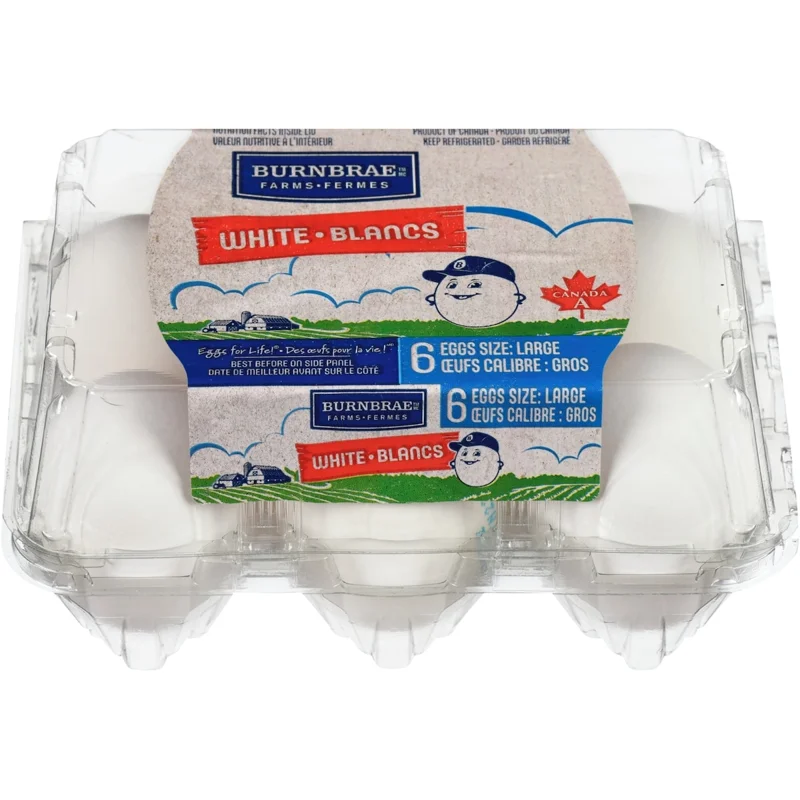 NUTRITION FACTS INSIDE LID
VALEUR NUTRITIVE À L'INTÉRIEUR
PRODUCT OF CANADA • PRODUIT DU CANADA
KEEP REFRIGERATED • GARDER RÉFRIGÉRÉ
BURNBRAE TM MC
FARMS • FERMES
WHITE • BLANCS
B
CANADA
A
Eggs for Life! • Des œufs pour la vie!
BEST BEFORE ON SIDE PANEL
DATE DE MEILLEUR AVANT SUR LE CÔTÉ
6 EGGS SIZE: LARGE
ŒUFS CALIBRE : GROS
BURNBRAE
FARMS • FERMES
6 EGGS SIZE: LARGE
ŒUFS CALIBRE : GROS
WHITE • BLANCS